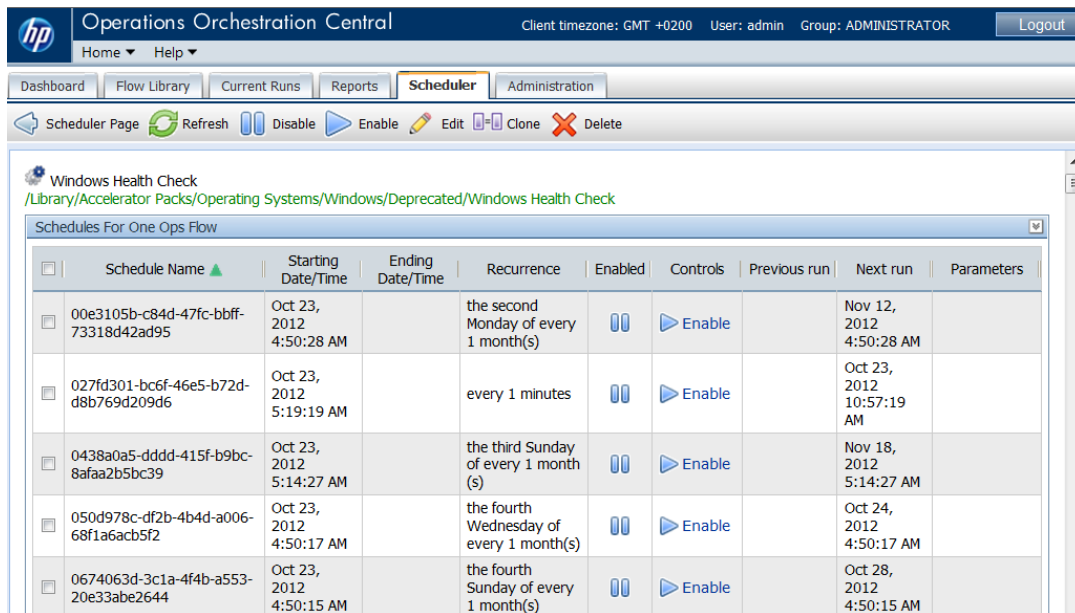 hp
Operations Orchestration Central
Client timezone: GMT +0200 User: admin Group: ADMINISTRATOR Logout
Home Help
Dashboard Flow Library Current Runs Reports Scheduler Administration
Scheduler Page Refresh Disable Enable Edit Clone Delete
Windows Health Check
/Library/Accelerator Packs/Operating Systems/Windows/Deprecated/Windows Health Check
Schedules For One Ops Flow
Schedule Name Starting Date/Time Ending Date/Time Recurrence Enabled Controls Previous run Next run Parameters
00e3105b-c84d-47fc-bbff-73318d42ad95 Oct 23, 2012 4:50:28 AM the second Monday of every 1 month(s) Enable Nov 12, 2012 4:50:28 AM
027fd301-bc6f-46e5-b72d-d8b769d209d6 Oct 23, 2012 5:19:19 AM every 1 minutes Enable Oct 23, 2012 10:57:19 AM
0438a0a5-dddd-415f-b9bc-8afaa2b5bc39 Oct 23, 2012 5:14:27 AM the third Sunday of every 1 month (s) Enable Nov 18, 2012 5:14:27 AM
050d978c-df2b-4b4d-a006-68f1a6acb5f2 Oct 23, 2012 4:50:17 AM the fourth Wednesday of every 1 month(s) Enable Oct 24, 2012 4:50:17 AM
0674063d-3c1a-4f4b-a553-20e33abe2644 Oct 23, 2012 4:50:15 AM the fourth Sunday of every 1 month(s) Enable Oct 28, 2012 4:50:15 AM